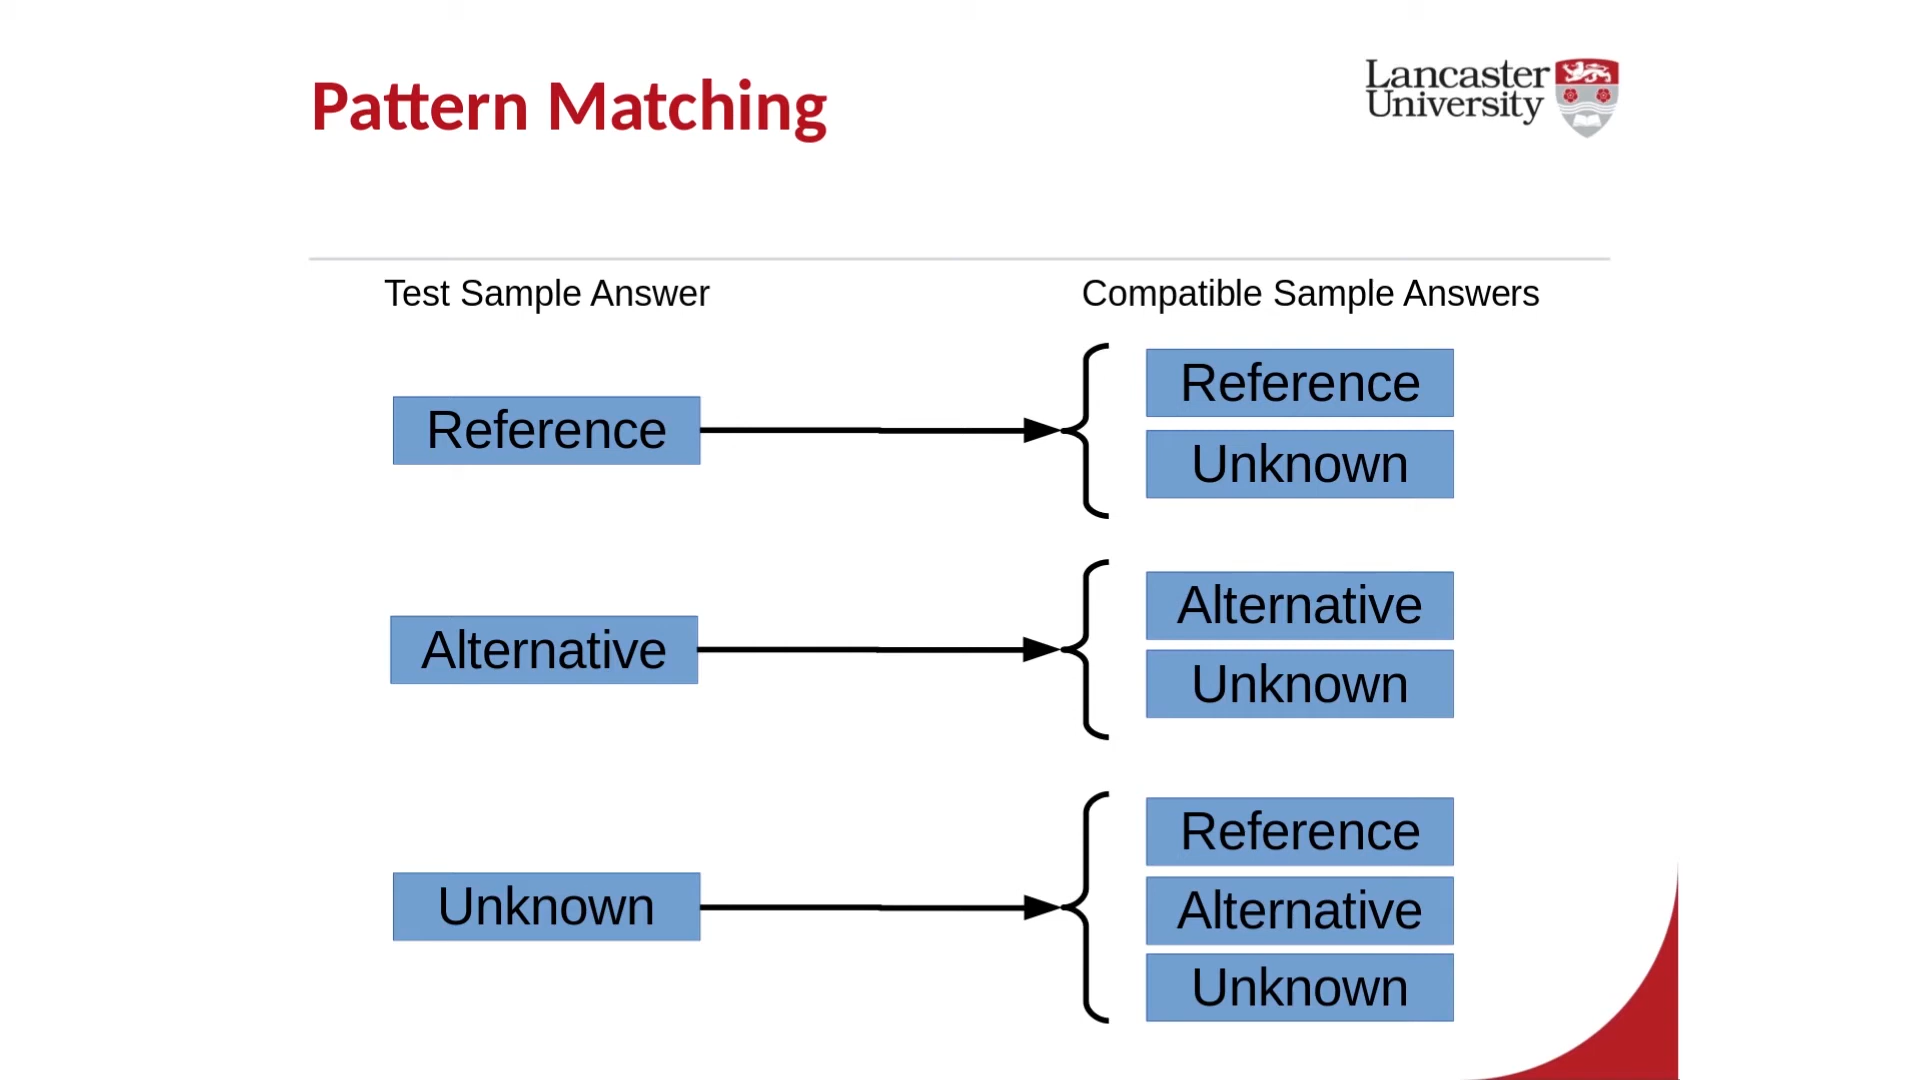 Pattern Matching
Lancaster
University
Test Sample Answer
Compatible Sample Answers
Reference
Reference
Unknown
Alternative
Alternative
Unknown
Unknown
Reference
Alternative
Unknown